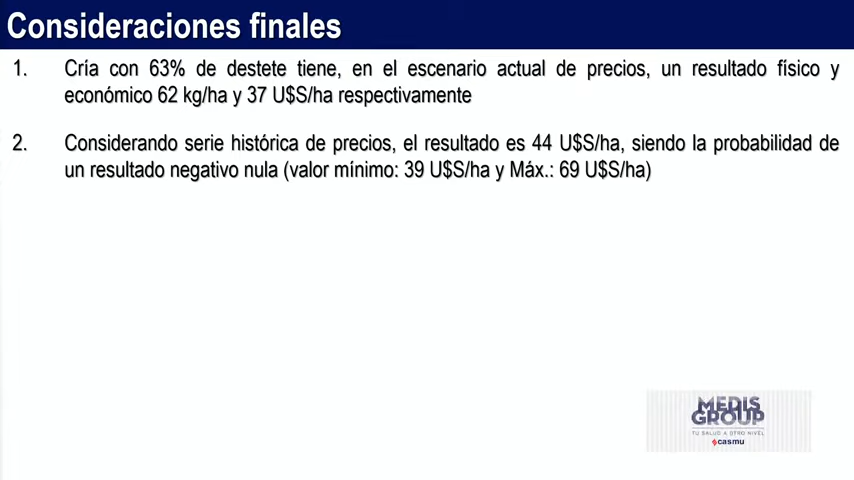 Consideraciones finales
1. Cría con 63% de destete tiene, en el escenario actual de precios, un resultado físico y
económico 62 kg/ha y 37 U$S/ha respectivamente
2. Considerando serie histórica de precios, el resultado es 44 U$S/ha, siendo la probabilidad de
un resultado negativo nula (valor mínimo: 39 U$S/ha y Máx.: 69 U$S/ha)
MEDIS
GROUP
TU SALUD A OTRO NIVEL
casmu